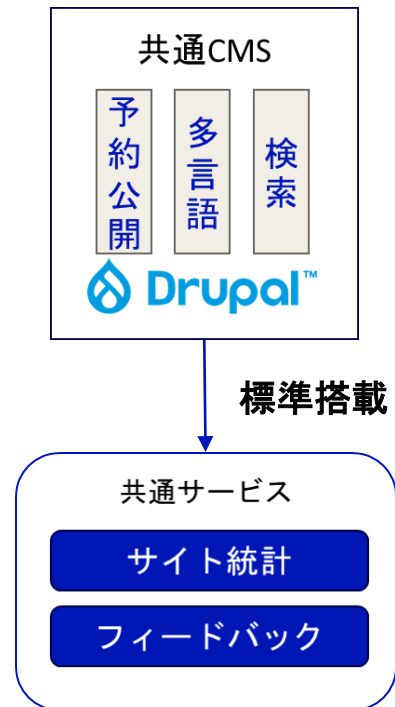 共通CMS
予約公開
多言語
検索
Drupal™
標準搭載
共通サービス
サイト統計
フィードバック